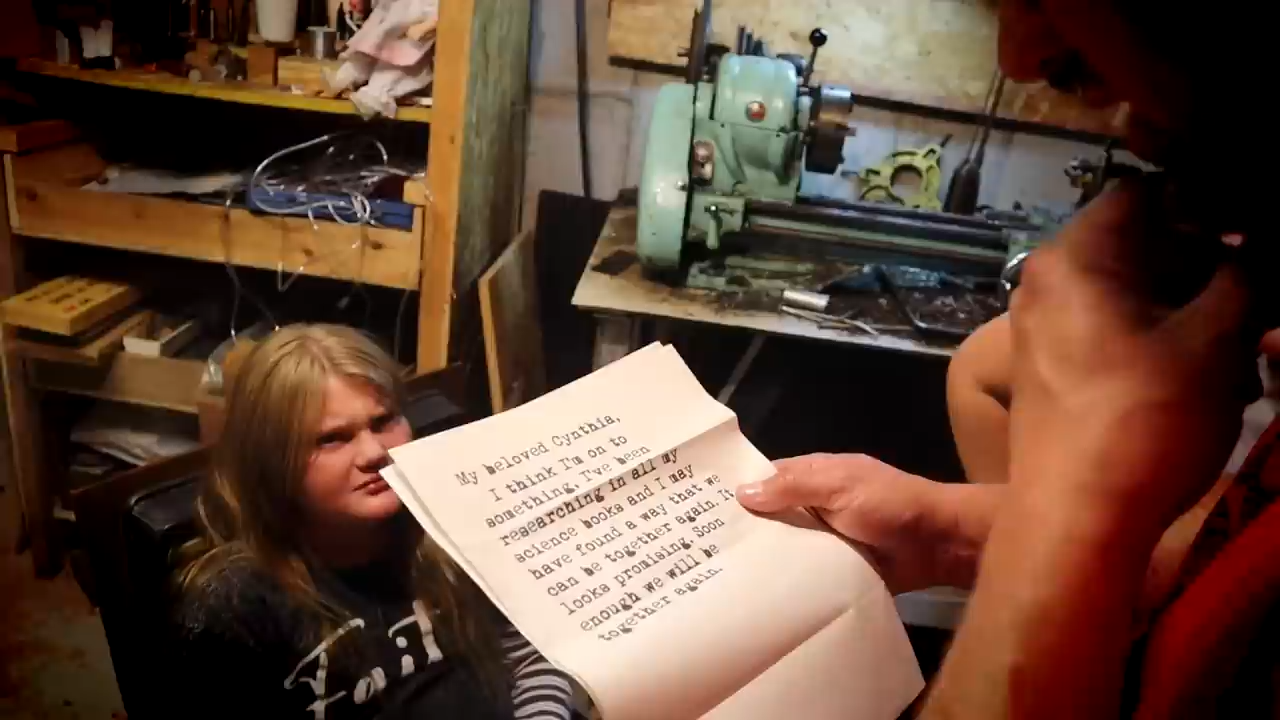 My beloved Cynthia,
I think I'm on to
something, I've been
researching in all my
science books and I may
have found a way that we
can be together again. It
looks promising. Soon
enough we will be
together again.
Faith